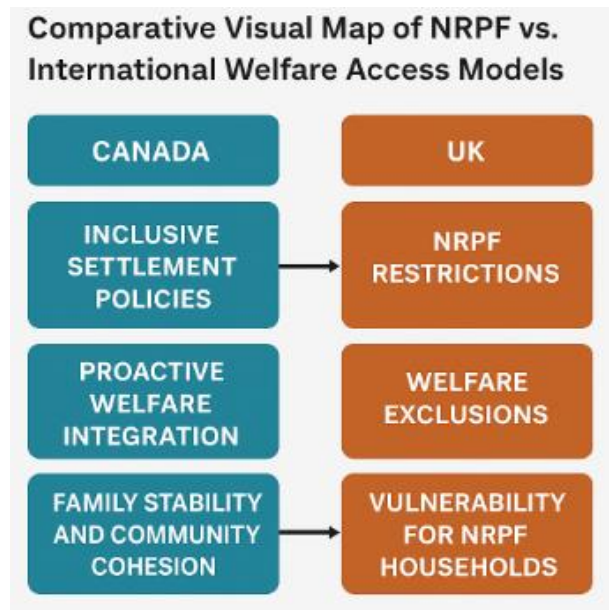 Comparative Visual Map of NRPF vs.
International Welfare Access Models
CANADA
UK
INCLUSIVE
SETTLEMENT
POLICIES
NRPF
RESTRICTIONS
PROACTIVE
WELFARE
INTEGRATION
WELFARE
EXCLUSIONS
FAMILY STABILITY
AND COMMUNITY
COHESION
VULNERABILITY
FOR NRPF
HOUSEHOLDS